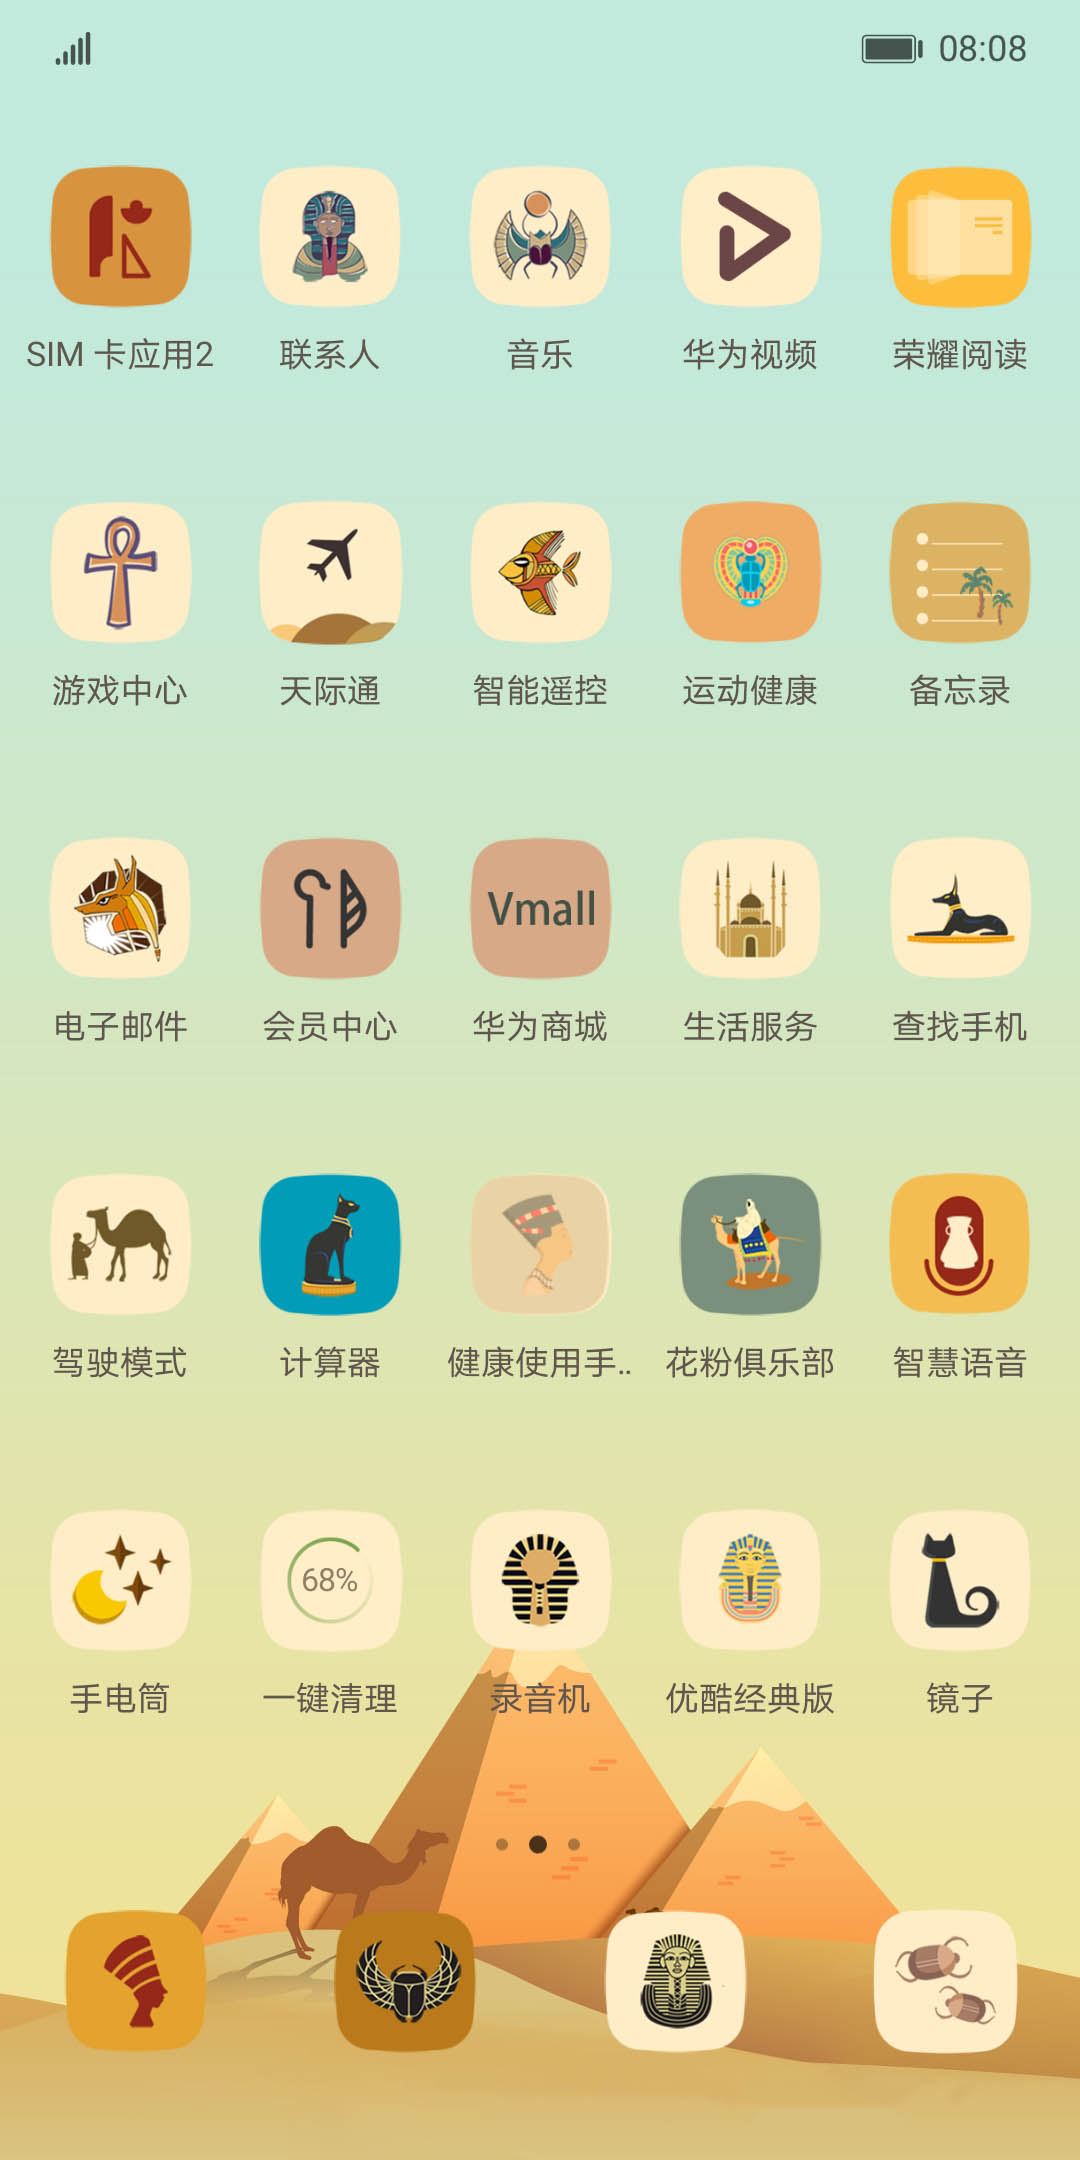 08:08
SIM 卡应用2
联系人
音乐
华为视频
荣耀阅读
游戏中心
天际通
智能遥控
运动健康
备忘录
Vmall
电子邮件
会员中心
华为商城
生活服务
查找手机
驾驶模式
计算器
健康使用手..
花粉俱乐部
智慧语音
68%
手电筒
一键清理
录音机
优酷经典版
镜子